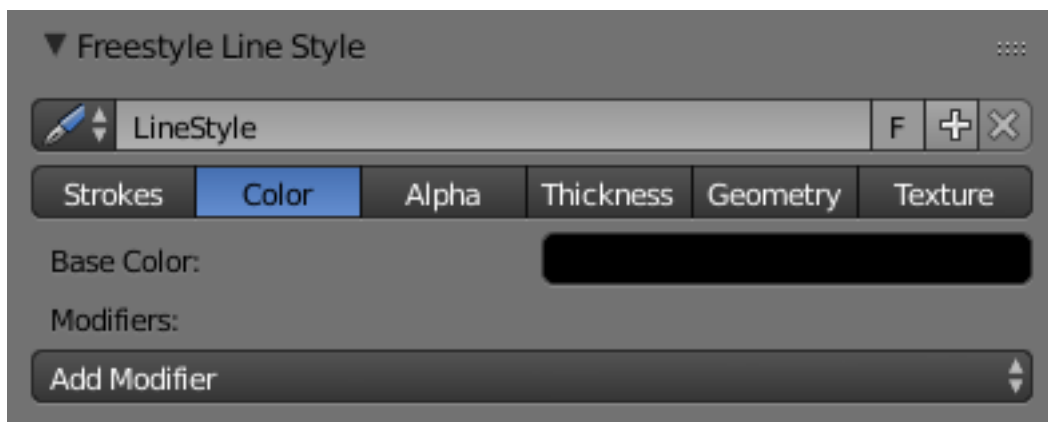 Freestyle Line Style
LineStyle F
Strokes Color Alpha Thickness Geometry Texture
Base Color:
Modifiers:
Add Modifier